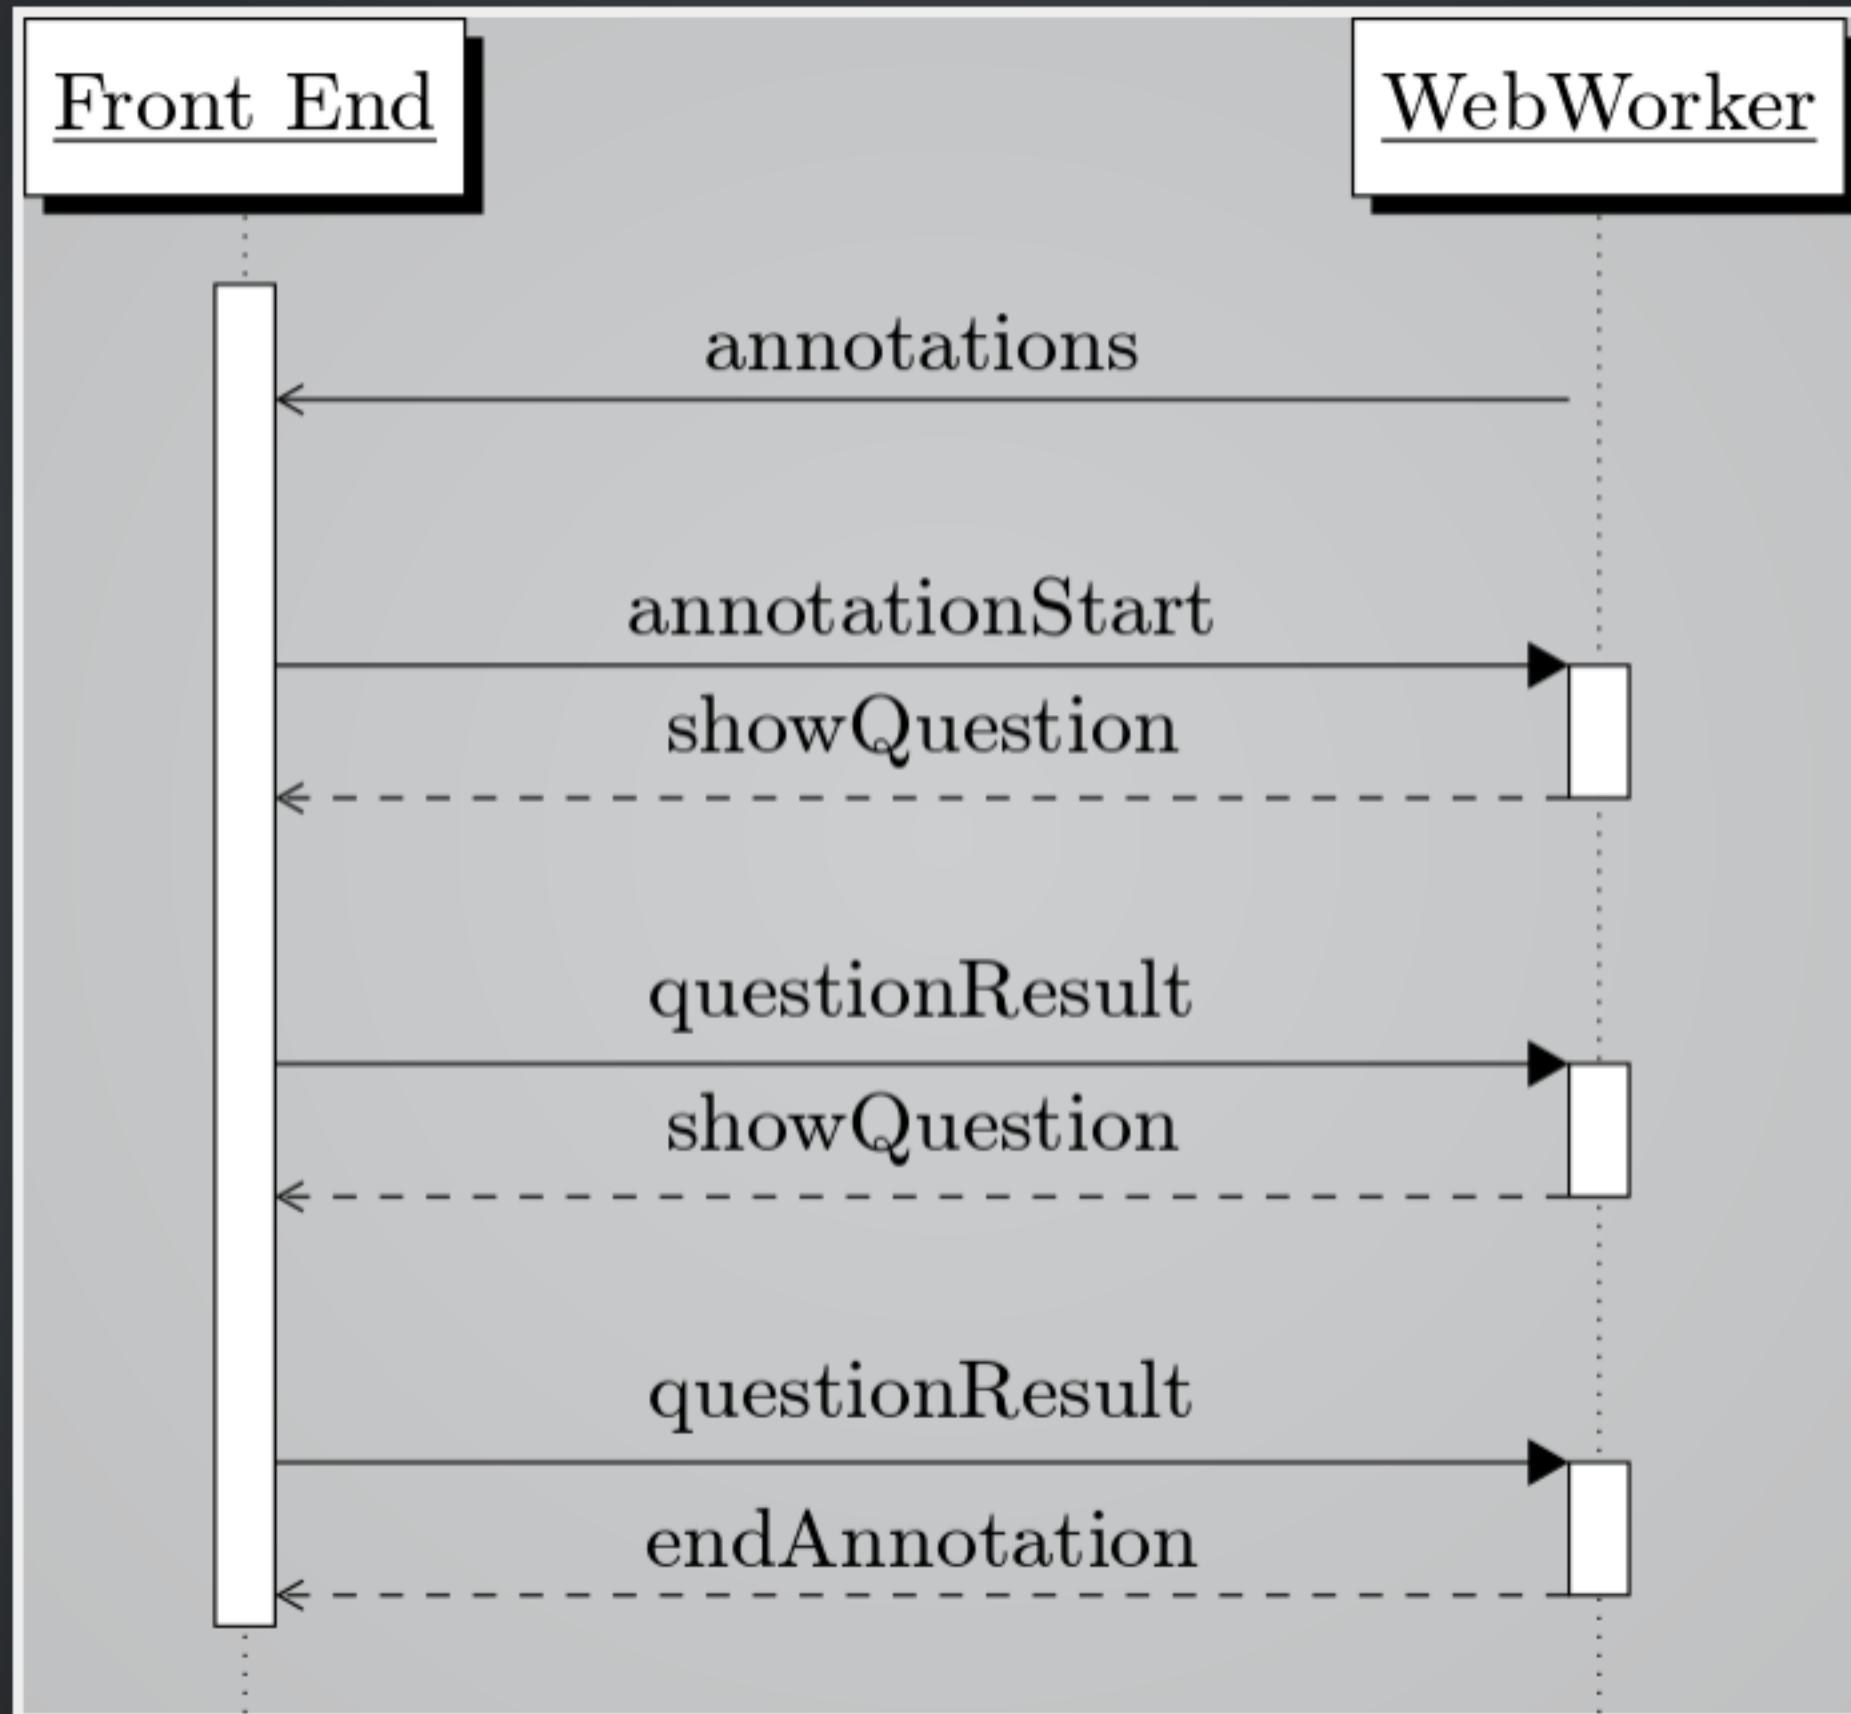 Front End
WebWorker
annotations
annotationStart
showQuestion
questionResult
showQuestion
questionResult
endAnnotation